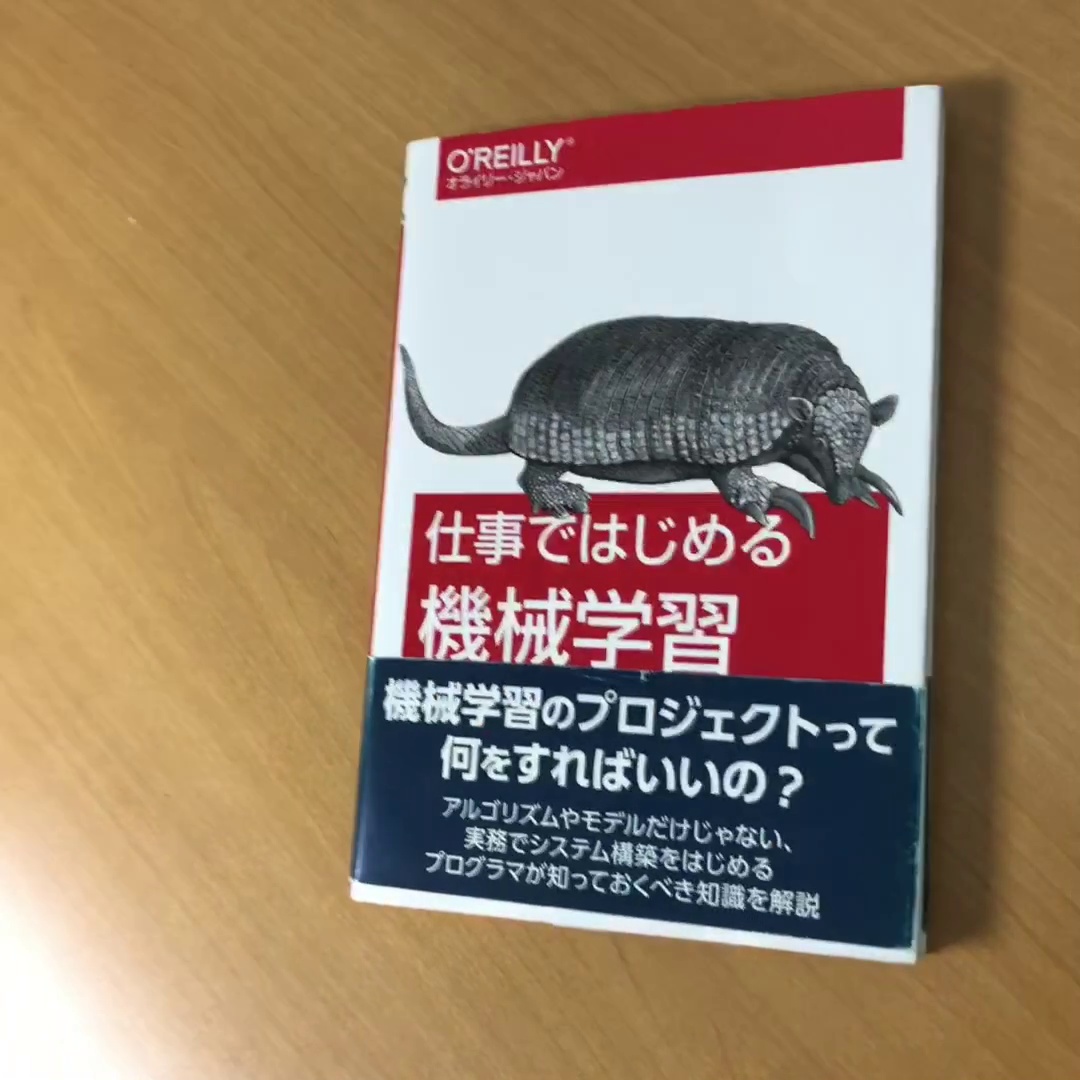 O'REILLY®
オライリー・ジャパン
仕事ではじめる
機械学習
機械学習のプロジェクトって
何をすればいいの？
アルゴリズムやモデルだけじゃない、
実務でシステム構築をはじめる
プログラマが知っておくべき知識を解説